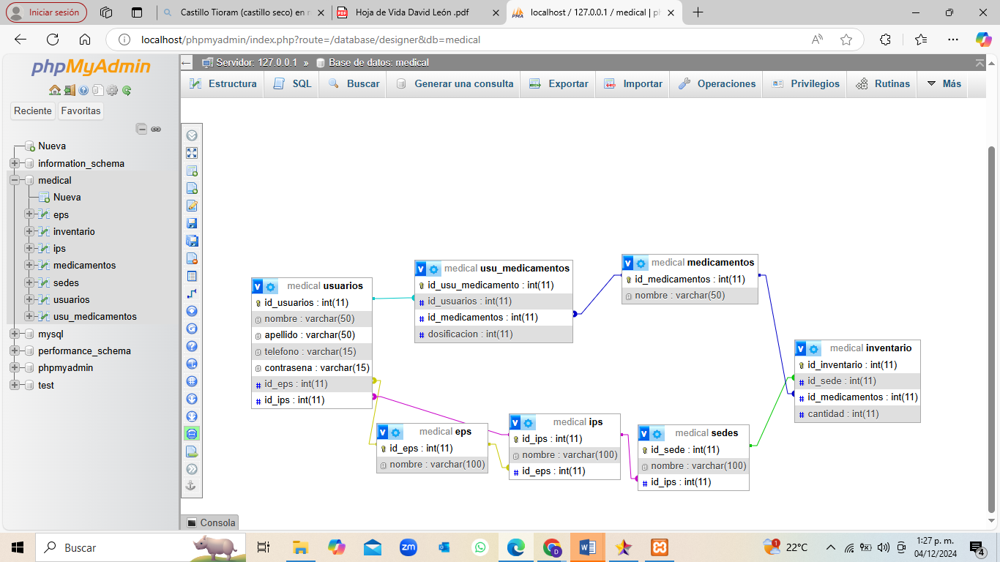 Iniciar sesión
Castillo Tioram (castillo seco) en r
Hoja de Vida David León .pdf
localhost / 127.0.0.1 / medical | ph
localhost/phpmyadmin/index.php?route=/database/designer&db=medical
phpMyAdmin
Reciente
Favoritas
Nueva
information_schema
medical
Nueva
eps
inventario
ips
medicamentos
sedes
usuarios
usu_medicamentos
mysql
performance_schema
phpmyadmin
test
Servidor: 127.0.0.1 » Base de datos: medical
Estructura
SQL
Buscar
Generar una consulta
Exportar
Importar
Operaciones
Privilegios
Rutinas
Más
medical usuarios
id_usuarios : int(11)
nombre : varchar(50)
apellido : varchar(50)
telefono : varchar(15)
contrasena : varchar(15)
id_eps : int(11)
id_ips : int(11)
medical usu_medicamentos
id_usu_medicamento : int(11)
id_usuarios : int(11)
id_medicamentos : int(11)
dosificacion : int(11)
medical medicamentos
id_medicamentos : int(11)
nombre : varchar(50)
medical inventario
id_inventario : int(11)
id_sede : int(11)
id_medicamentos : int(11)
cantidad : int(11)
medical eps
id_eps : int(11)
nombre : varchar(100)
medical ips
id_ips : int(11)
nombre : varchar(100)
id_eps : int(11)
medical sedes
id_sede : int(11)
nombre : varchar(100)
id_ips : int(11)
Consola
Buscar
22°C
1:27 p. m.
04/12/2024